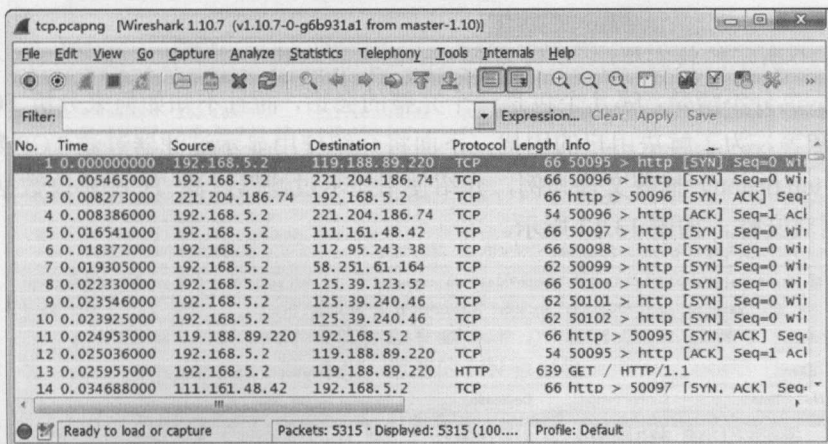 tcp.pcapng [Wireshark 1.10.7 (v1.10.7-0-g6b931a1 from master-1.10)]
File Edit View Go Capture Analyze Statistics Telephony Tools Internals Help
Filter: Expression... Clear Apply Save
No. Time Source Destination Protocol Length Info
1 0.000000000 192.168.5.2 119.188.89.220 TCP 66 50095 > http [SYN] Seq=0 Wi
2 0.005465000 192.168.5.2 221.204.186.74 TCP 66 50096 > http [SYN] Seq=0 Wi
3 0.008273000 221.204.186.74 192.168.5.2 TCP 66 http > 50096 [SYN, ACK] Seq
4 0.008386000 192.168.5.2 221.204.186.74 TCP 54 50096 > http [ACK] Seq=1 Ac
5 0.016541000 192.168.5.2 111.161.48.42 TCP 66 50097 > http [SYN] Seq=0 Wi
6 0.018372000 192.168.5.2 112.95.243.38 TCP 66 50098 > http [SYN] Seq=0 Wi
7 0.019305000 192.168.5.2 58.251.61.164 TCP 62 50099 > http [SYN] Seq=0 Wi
8 0.022330000 192.168.5.2 125.39.123.52 TCP 66 50100 > http [SYN] Seq=0 Wi
9 0.023546000 192.168.5.2 125.39.240.46 TCP 62 50101 > http [SYN] Seq=0 Wi
10 0.023925000 192.168.5.2 125.39.240.46 TCP 62 50102 > http [SYN] Seq=0 Wi
11 0.024953000 119.188.89.220 192.168.5.2 TCP 66 http > 50095 [SYN, ACK] Seq
12 0.025036000 192.168.5.2 119.188.89.220 TCP 54 50095 > http [ACK] Seq=1 Ac
13 0.025955000 192.168.5.2 119.188.89.220 HTTP 639 GET / HTTP/1.1
14 0.034688000 111.161.48.42 192.168.5.2 TCP 66 http > 50097 [SYN, ACK] Seq
Ready to load or capture Packets: 5315 · Displayed: 5315 (100.... Profile: Default